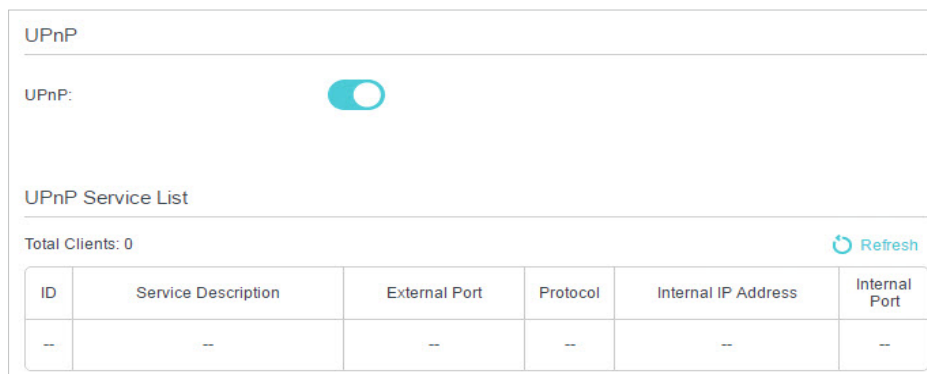 UPnP
UPnP:
UPnP Service List
Total Clients: 0
Refresh
ID Service Description External Port Protocol Internal IP Address Internal Port
-- -- -- -- -- --